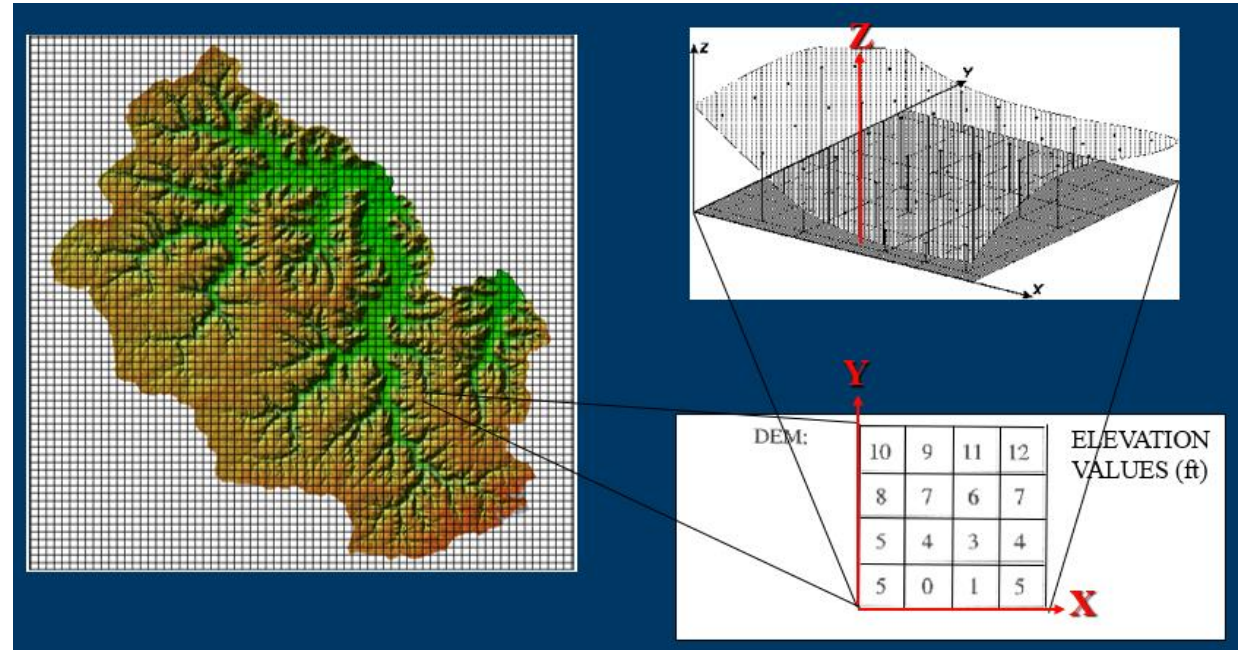 Z
Z
Y
X
Y
DEM:
ELEVATION
VALUES (ft)
10 9 11 12
8 7 6 7
5 4 3 4
5 0 1 5
X